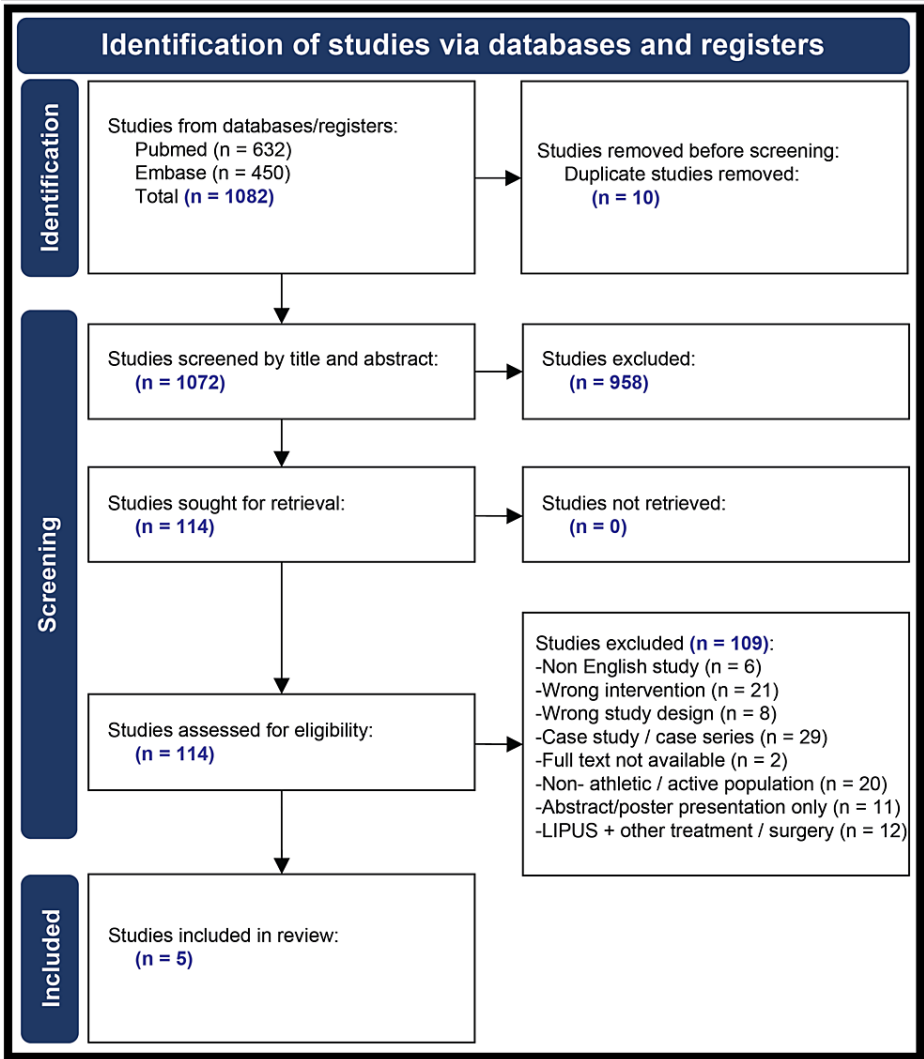 Identification of studies via databases and registers
Identification
Studies from databases/registers:
Pubmed (n = 632)
Embase (n = 450)
Total (n = 1082)
Studies removed before screening:
Duplicate studies removed:
(n = 10)
Screening
Studies screened by title and abstract:
(n = 1072)
Studies excluded:
(n = 958)
Studies sought for retrieval:
(n = 114)
Studies not retrieved:
(n = 0)
Studies assessed for eligibility:
(n = 114)
Studies excluded (n = 109):
-Non English study (n = 6)
-Wrong intervention (n = 21)
-Wrong study design (n = 8)
-Case study / case series (n = 29)
-Full text not available (n = 2)
-Non- athletic / active population (n = 20)
-Abstract/poster presentation only (n = 11)
-LIPUS + other treatment / surgery (n = 12)
Included
Studies included in review:
(n = 5)